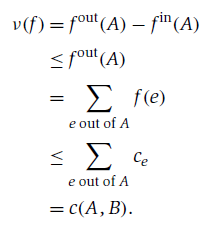 ν(f) = f^out(A) − f^in(A)
≤ f^out(A)
= ∑_{e out of A} f(e)
≤ ∑_{e out of A} c_e
= c(A, B).